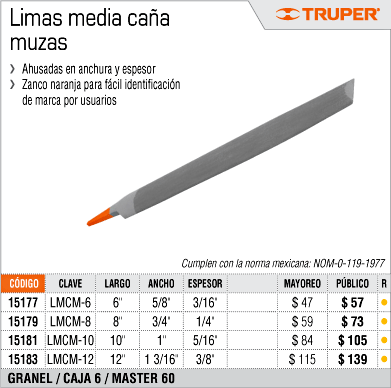 Limas media caña
muzas
TRUPER®
› Ahusadas en anchura y espesor
› Zanco naranja para fácil identificación
de marca por usuarios
Cumplen con la norma mexicana: NOM-0-119-1977
CÓDIGO CLAVE LARGO ANCHO ESPESOR MAYOREO PÚBLICO R
15177 LMCM-6 6" 5/8" 3/16" $ 47 $ 57
15179 LMCM-8 8" 3/4" 1/4" $ 59 $ 73
15181 LMCM-10 10" 1" 5/16" $ 84 $ 105
15183 LMCM-12 12" 1 3/16" 3/8" $ 115 $ 139
GRANEL / CAJA 6 / MASTER 60